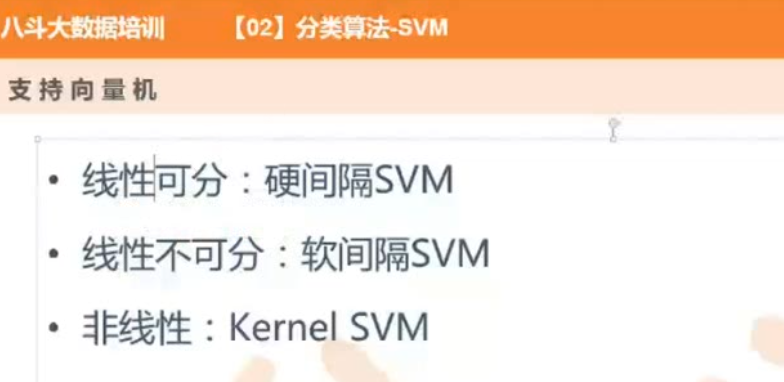 八斗大数据培训 【02】分类算法-SVM
支持向量机
• 线性可分：硬间隔SVM
• 线性不可分：软间隔SVM
• 非线性：Kernel SVM